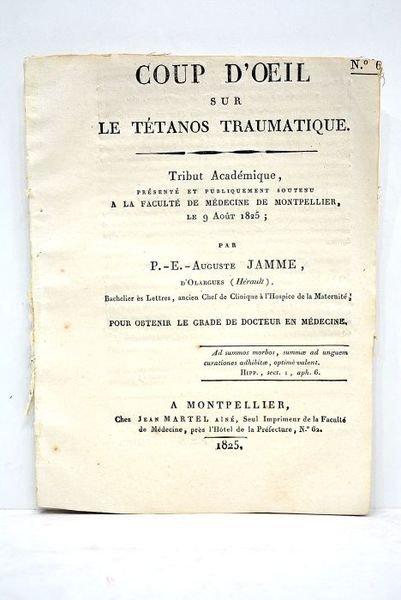 N.º 6
COUP D'ŒIL
SUR
LE TÉTANOS TRAUMATIQUE.
Tribut Académique,
PRÉSENTÉ ET PUBLIQUEMENT SOUTENU
A LA FACULTÉ DE MÉDECINE DE MONTPELLIER,
LE 9 AOÛT 1825 ;
PAR
P.-E.-AUGUSTE JAMME,
D'OLARGUES (Hérault).
Bachelier ès Lettres, ancien Chef de Clinique à l'Hospice de la Maternité;
POUR OBTENIR LE GRADE DE DOCTEUR EN MÉDECINE.
Ad summos morbos, summæ ad unguem
curationes adhibitæ, optimè valent.
HIPP., sect. 1, aph. 6.
A MONTPELLIER,
Chez JEAN MARTEL AÎNÉ, Seul Imprimeur de la Faculté
de Médecine, près l'Hôtel de la Préfecture, N.º 62.
1825.